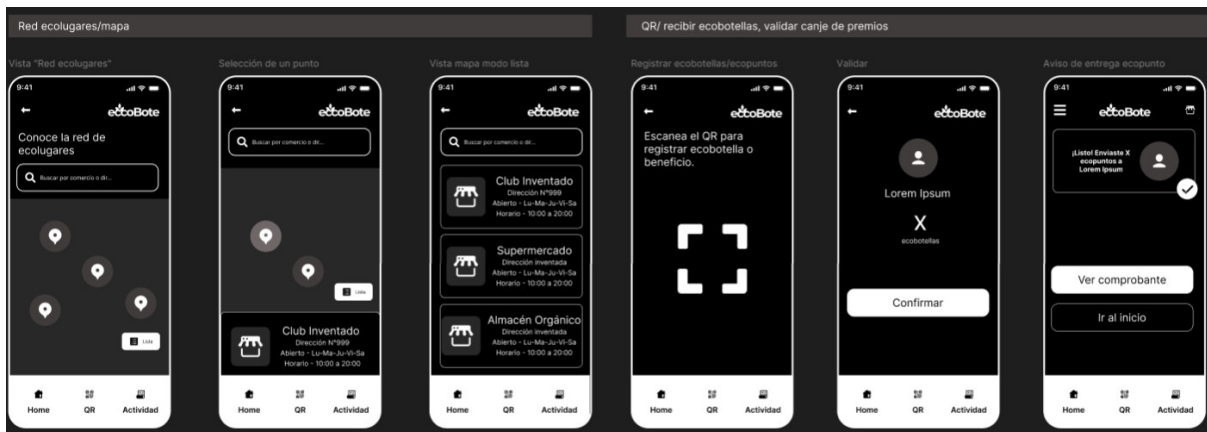 Red ecolugares/mapa
QR/ recibir ecobotellas, validar canje de premios
Vista "Red ecolugares"
Selección de un punto
Vista mapa modo lista
Registrar ecobotellas/ecopuntos
Validar
Aviso de entrega ecopunto
9:41
eccoBote
Conoce la red de
ecolugares
Buscar por comercio o dir...
Lista
Home
QR
Actividad
9:41
eccoBote
Buscar por comercio o dir...
Lista
Club Inventado
Dirección N°999
Abierto - Lu-Ma-Ju-Vi-Sa
Horario - 10:00 a 20:00
Home
QR
Actividad
9:41
eccoBote
Buscar por comercio o dir...
Club Inventado
Dirección N°999
Abierto - Lu-Ma-Ju-Vi-Sa
Horario - 10:00 a 20:00
Supermercado
Dirección inventada
Abierto - Lu-Ma-Ju-Vi-Sa
Horario - 10:00 a 20:00
Almacén Orgánico
Dirección inventada
Abierto - Lu-Ma-Ju-Vi-Sa
Horario - 10:00 a 20:00
Home
QR
Actividad
9:41
eccoBote
Escanea el QR para
registrar ecobotella o
beneficio.
Home
QR
Actividad
9:41
eccoBote
Lorem Ipsum
X
ecobotellas
Confirmar
Home
QR
Actividad
9:41
eccoBote
¡Listo! Enviaste X
ecopuntos a
Lorem Ipsum
Ver comprobante
Ir al inicio
Home
QR
Actividad